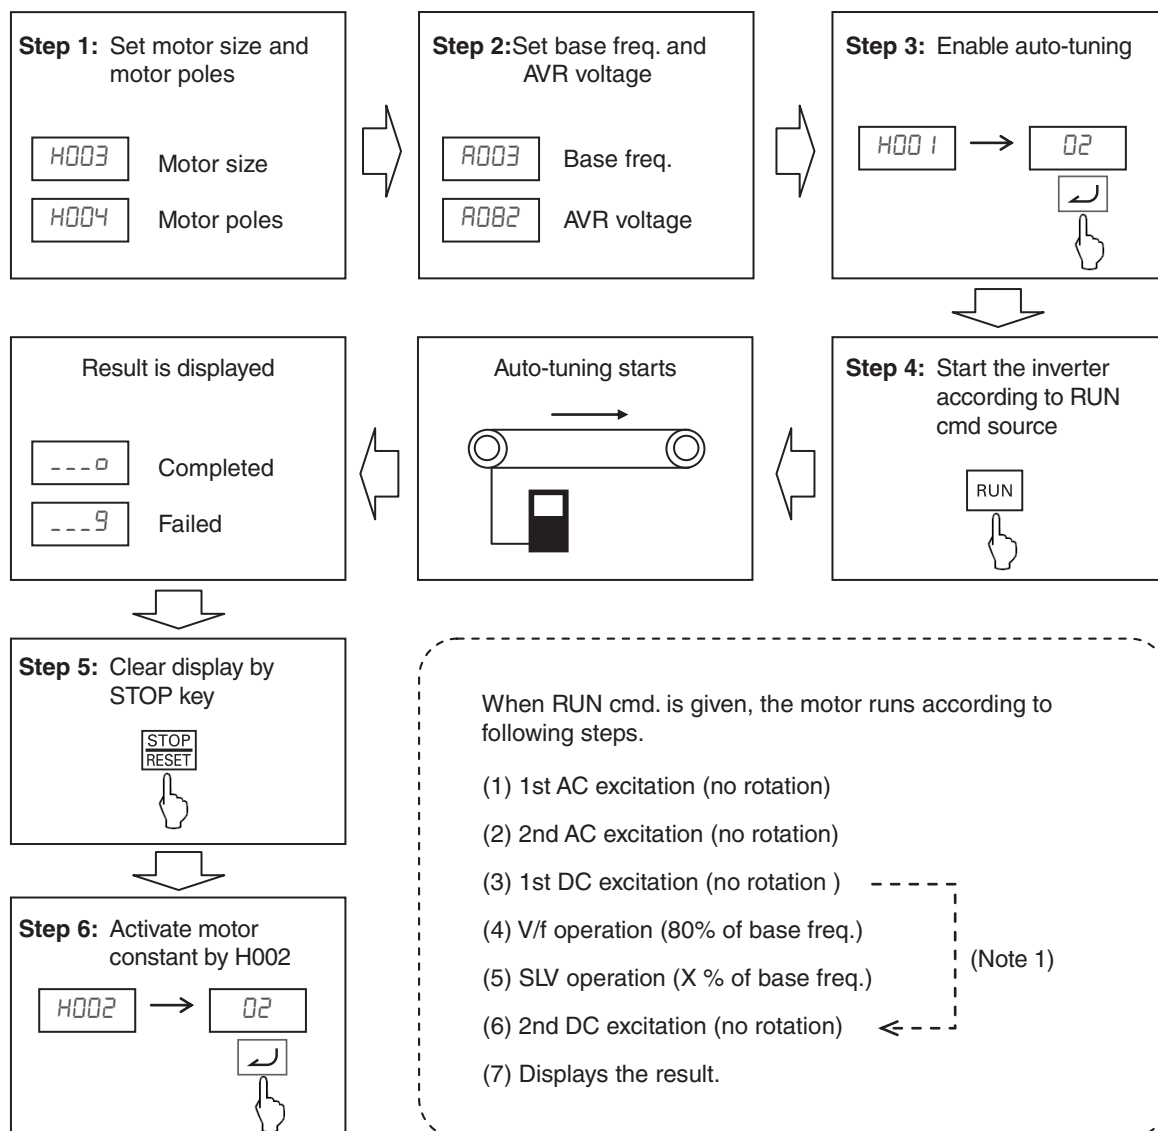 Step 1: Set motor size and
motor poles
H003 Motor size
H004 Motor poles
Step 2:Set base freq. and
AVR voltage
A003 Base freq.
A082 AVR voltage
Step 3: Enable auto-tuning
H001 → 02
Step 4: Start the inverter
according to RUN
cmd source
RUN
Auto-tuning starts
Result is displayed
_ _ _ o Completed
_ _ _ 9 Failed
Step 5: Clear display by
STOP key
STOP
RESET
Step 6: Activate motor
constant by H002
H002 → 02
When RUN cmd. is given, the motor runs according to
following steps.
(1) 1st AC excitation (no rotation)
(2) 2nd AC excitation (no rotation)
(3) 1st DC excitation (no rotation )
(4) V/f operation (80% of base freq.)
(5) SLV operation (X % of base freq.)
(Note 1)
(6) 2nd DC excitation (no rotation)
(7) Displays the result.